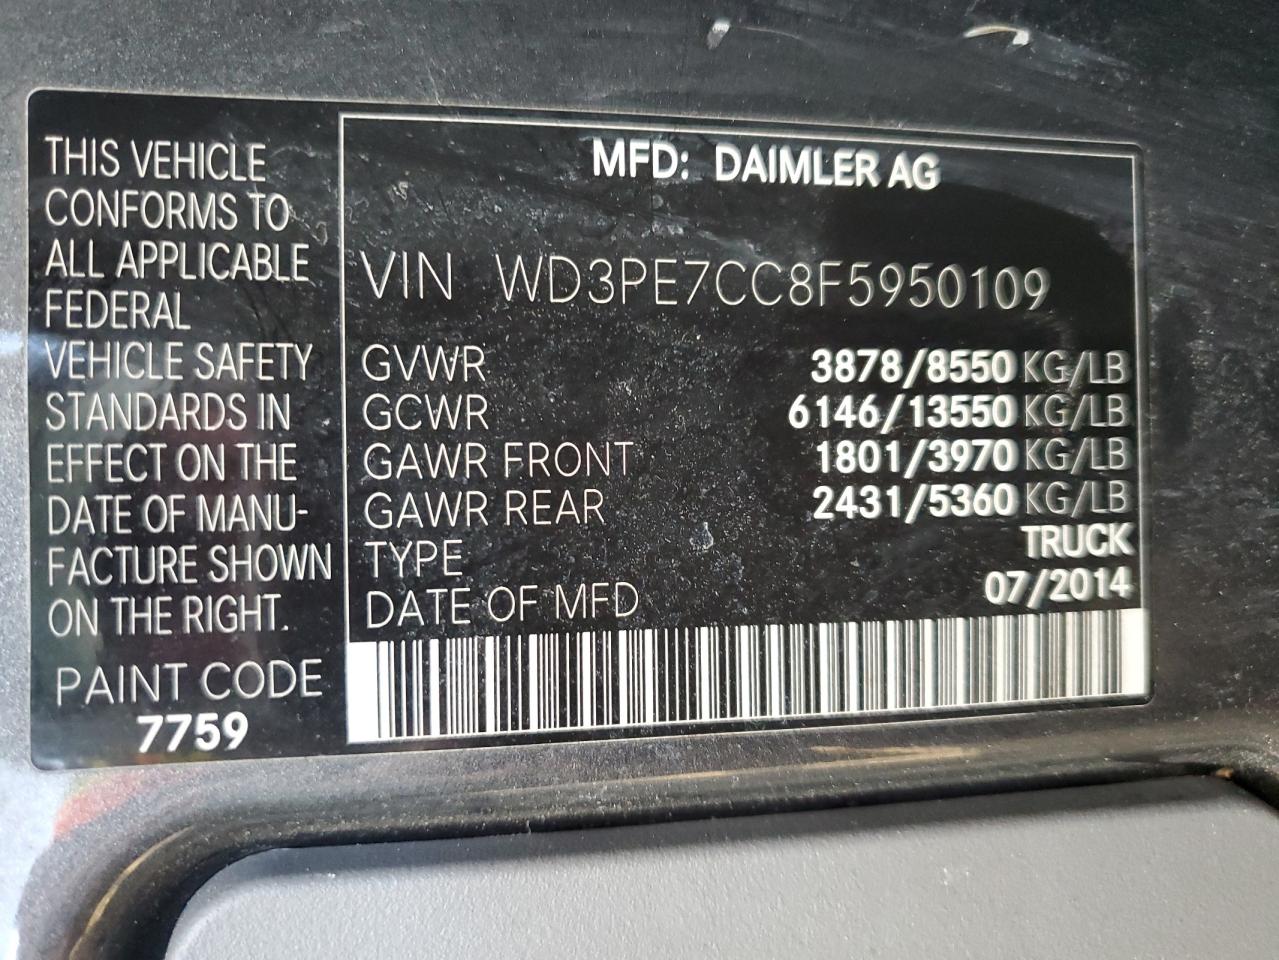 THIS VEHICLE
CONFORMS TO
ALL APPLICABLE
FEDERAL
VEHICLE SAFETY
STANDARDS IN
EFFECT ON THE
DATE OF MANU-
FACTURE SHOWN
ON THE RIGHT.
PAINT CODE
7759
MFD: DAIMLER AG
VIN WD3PE7CC8F5950109
GVWR 3878/8550 KG/LB
GCWR 6146/13550 KG/LB
GAWR FRONT 1801/3970 KG/LB
GAWR REAR 2431/5360 KG/LB
TYPE TRUCK
DATE OF MFD 07/2014